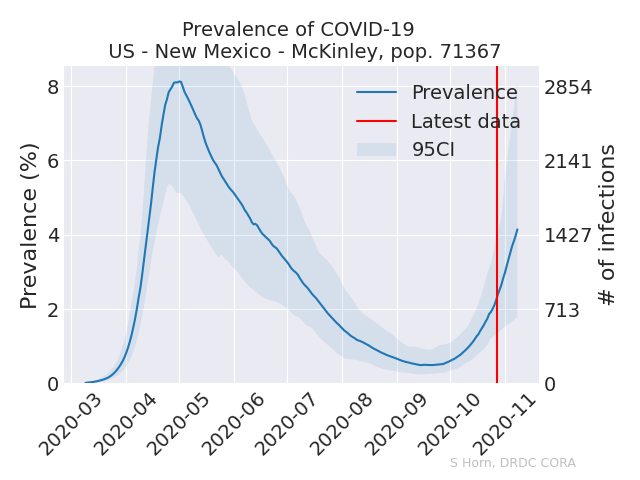 Prevalence of COVID-19
US - New Mexico - McKinley, pop. 71367
Prevalence
Latest data
95CI
Prevalence (%)
8
6
4
2
0
2854
2141
1427
713
0
# of infections
2020-03
2020-04
2020-05
2020-06
2020-07
2020-08
2020-09
2020-10
2020-11
S Horn, DRDC CORA